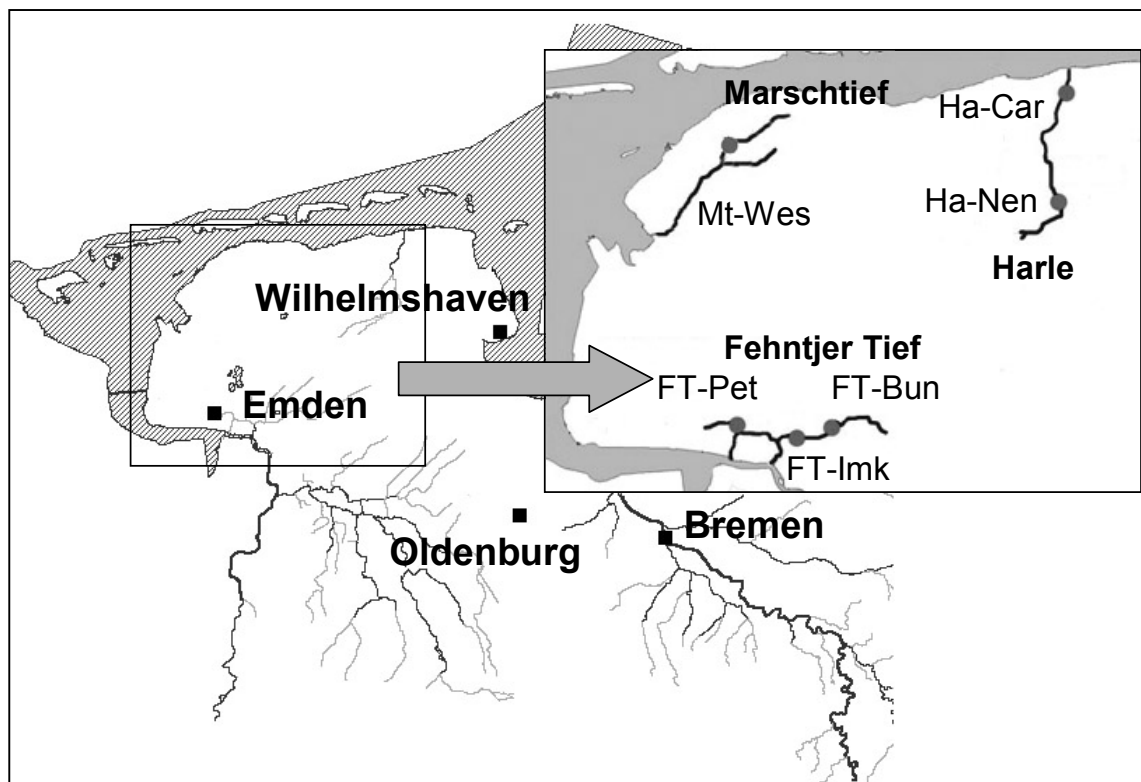 Marschtief
Ha-Car
Mt-Wes
Ha-Nen
Harle
Wilhelmshaven
Fehntjer Tief
FT-Pet
FT-Bun
Emden
FT-Imk
Oldenburg
Bremen